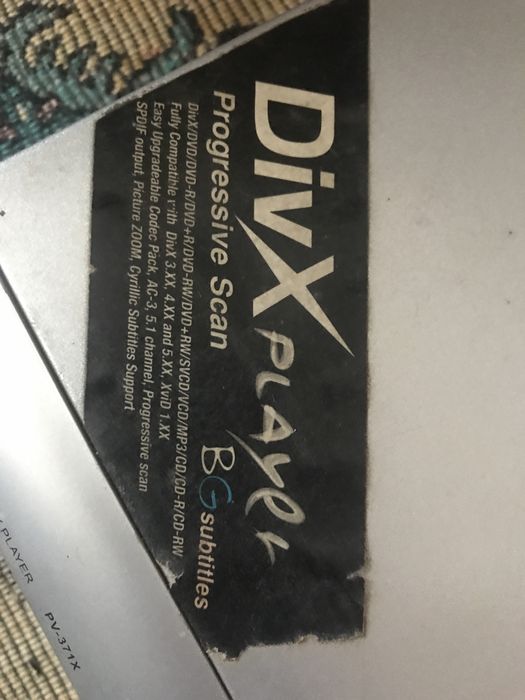 DivX PLAYER
Progressive Scan BG subtitles
DivX/DVD/DVD-R/DVD+R/DVD-RW/DVD+RW/SVCD/VCD/MP3/CD/CD-R/CD-RW
Fully Compatible with DivX 3.XX, 4.XX and 5.XX, XviD 1.XX
Easy Upgradeable Codec Pack, AC-3, 5.1 channel, Progressive scan
SPDIF output, Picture ZOOM, Cyrillic Subtitles Support
PLAYER PV-371X